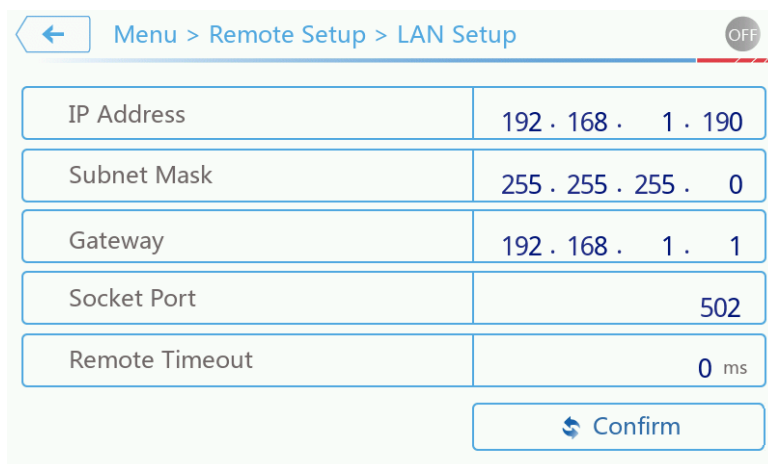 Menu > Remote Setup > LAN Setup OFF
IP Address 192 . 168 . 1 . 190
Subnet Mask 255 . 255 . 255 . 0
Gateway 192 . 168 . 1 . 1
Socket Port 502
Remote Timeout 0 ms
Confirm